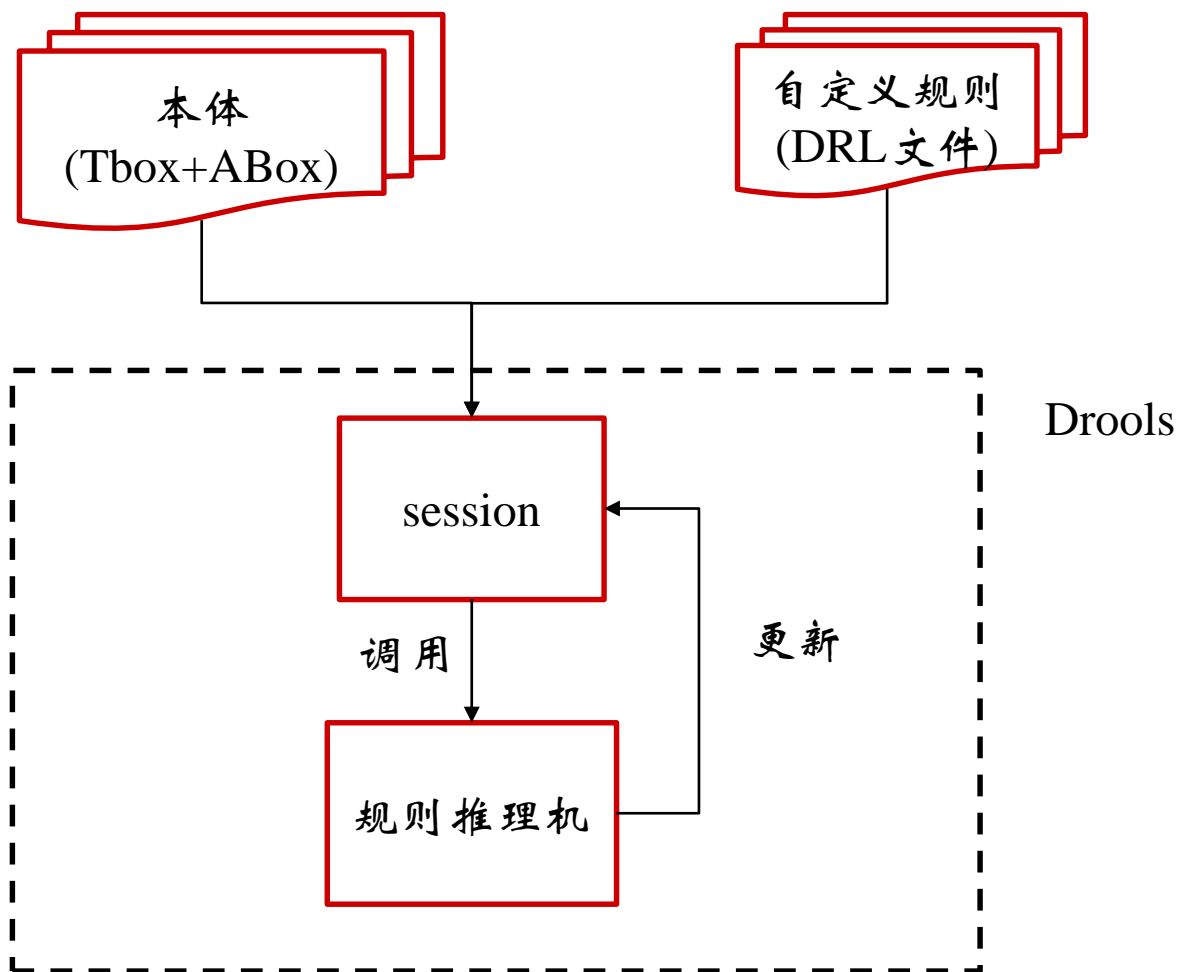 本体
(Tbox+ABox)
自定义规则
(DRL文件)
Drools
session
调用
更新
规则推理机